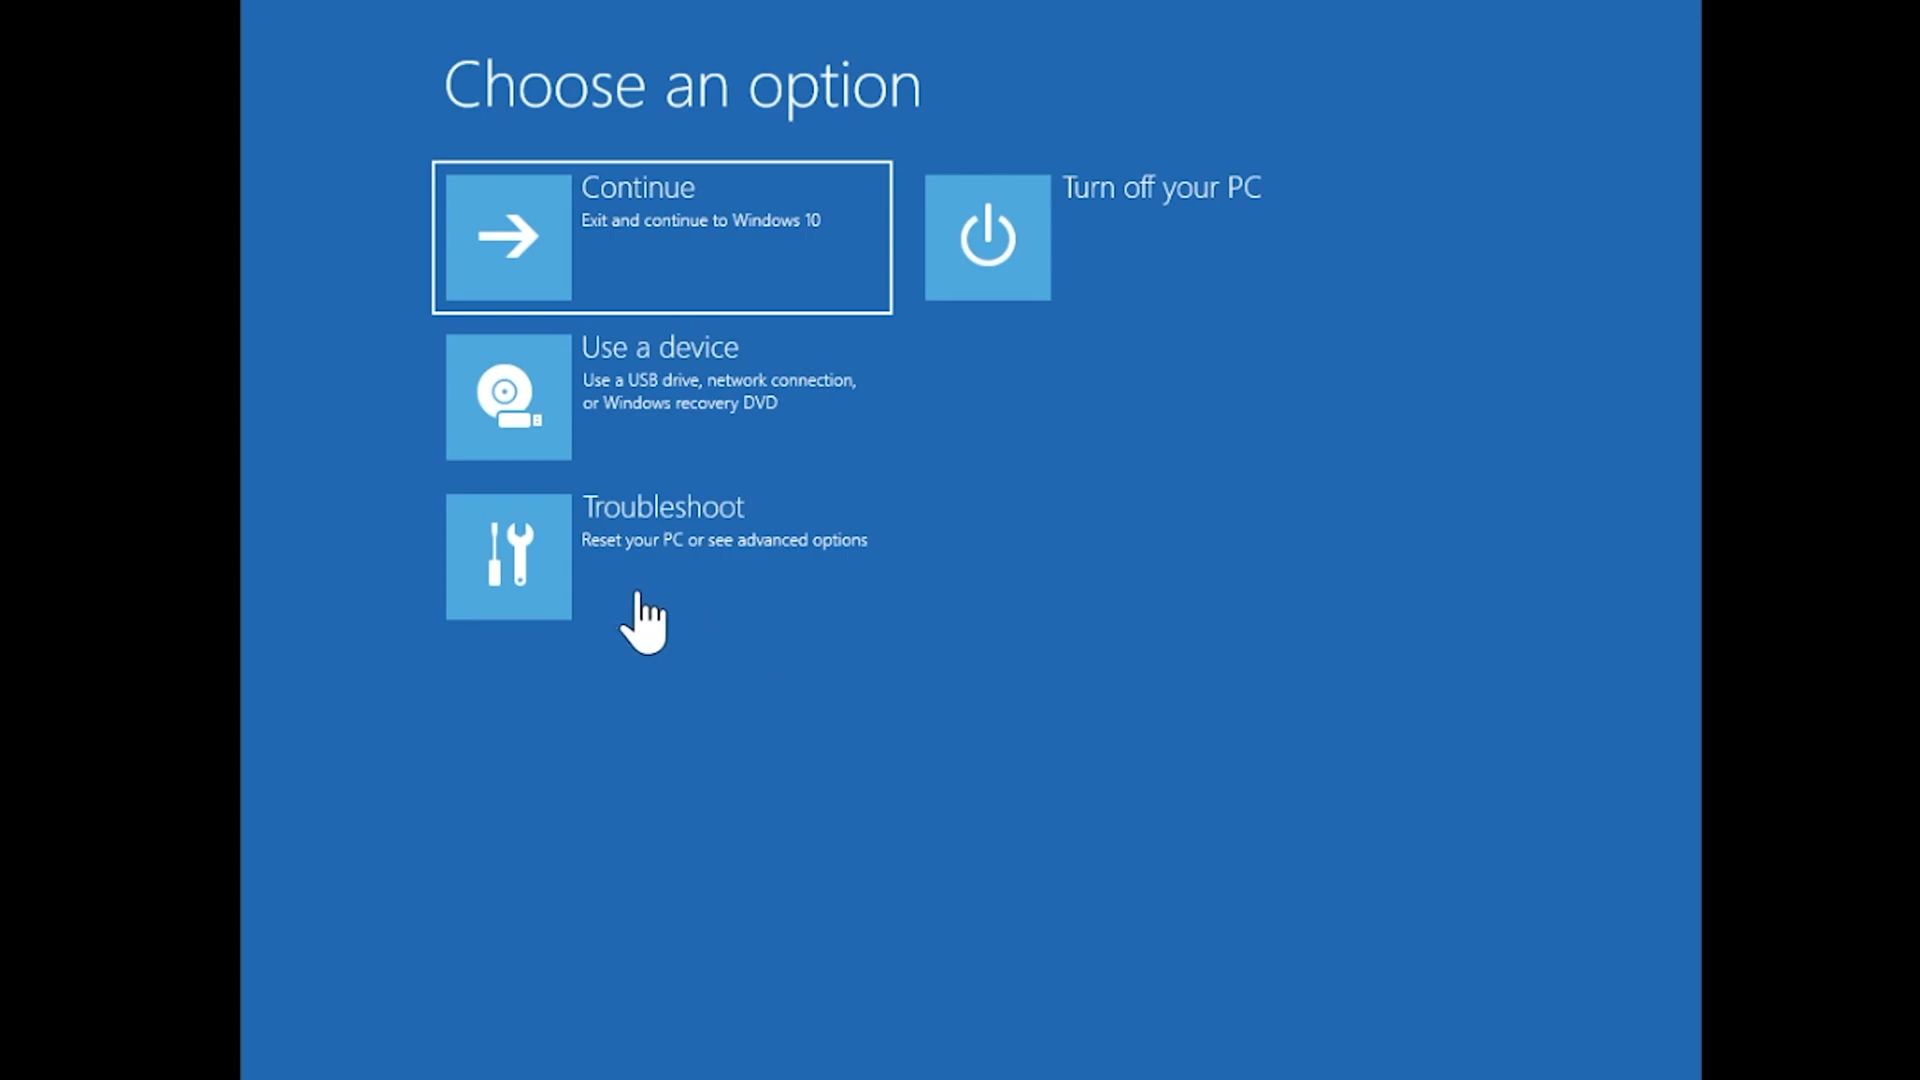 Choose an option
Continue
Exit and continue to Windows 10
Turn off your PC
Use a device
Use a USB drive, network connection,
or Windows recovery DVD
Troubleshoot
Reset your PC or see advanced options